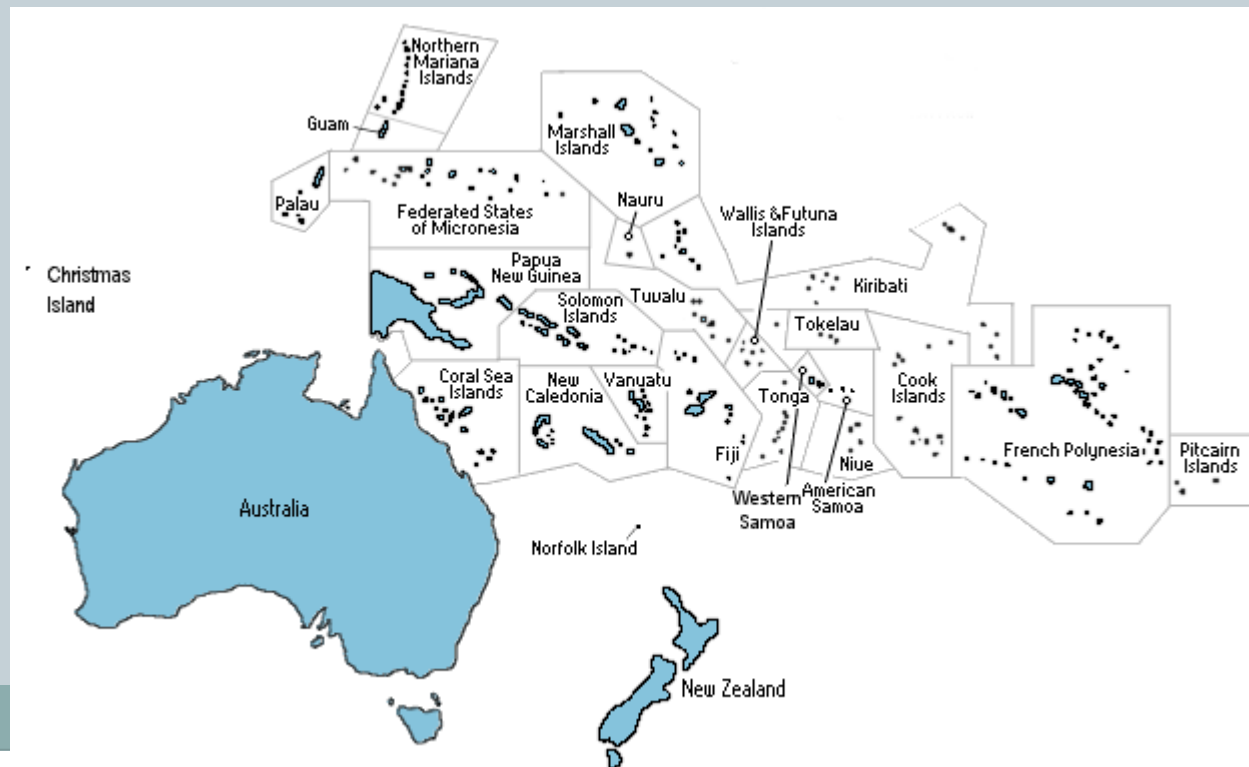 Northern
Mariana
Islands
Guam
Marshall
Islands
Palau
Nauru
Federated States
of Micronesia
Wallis &Futuna
Islands
Christmas
Island
Papua
New Guinea
Kiribati
Solomon
Islands
Tuvalu
Tokelau
Coral Sea
Islands
New
Caledonia
Vanuatu
Tonga
Cook
Islands
Fiji
Niue
French Polynesia
Pitcairn
Islands
Western
Samoa
American
Samoa
Australia
Norfolk Island
New Zealand